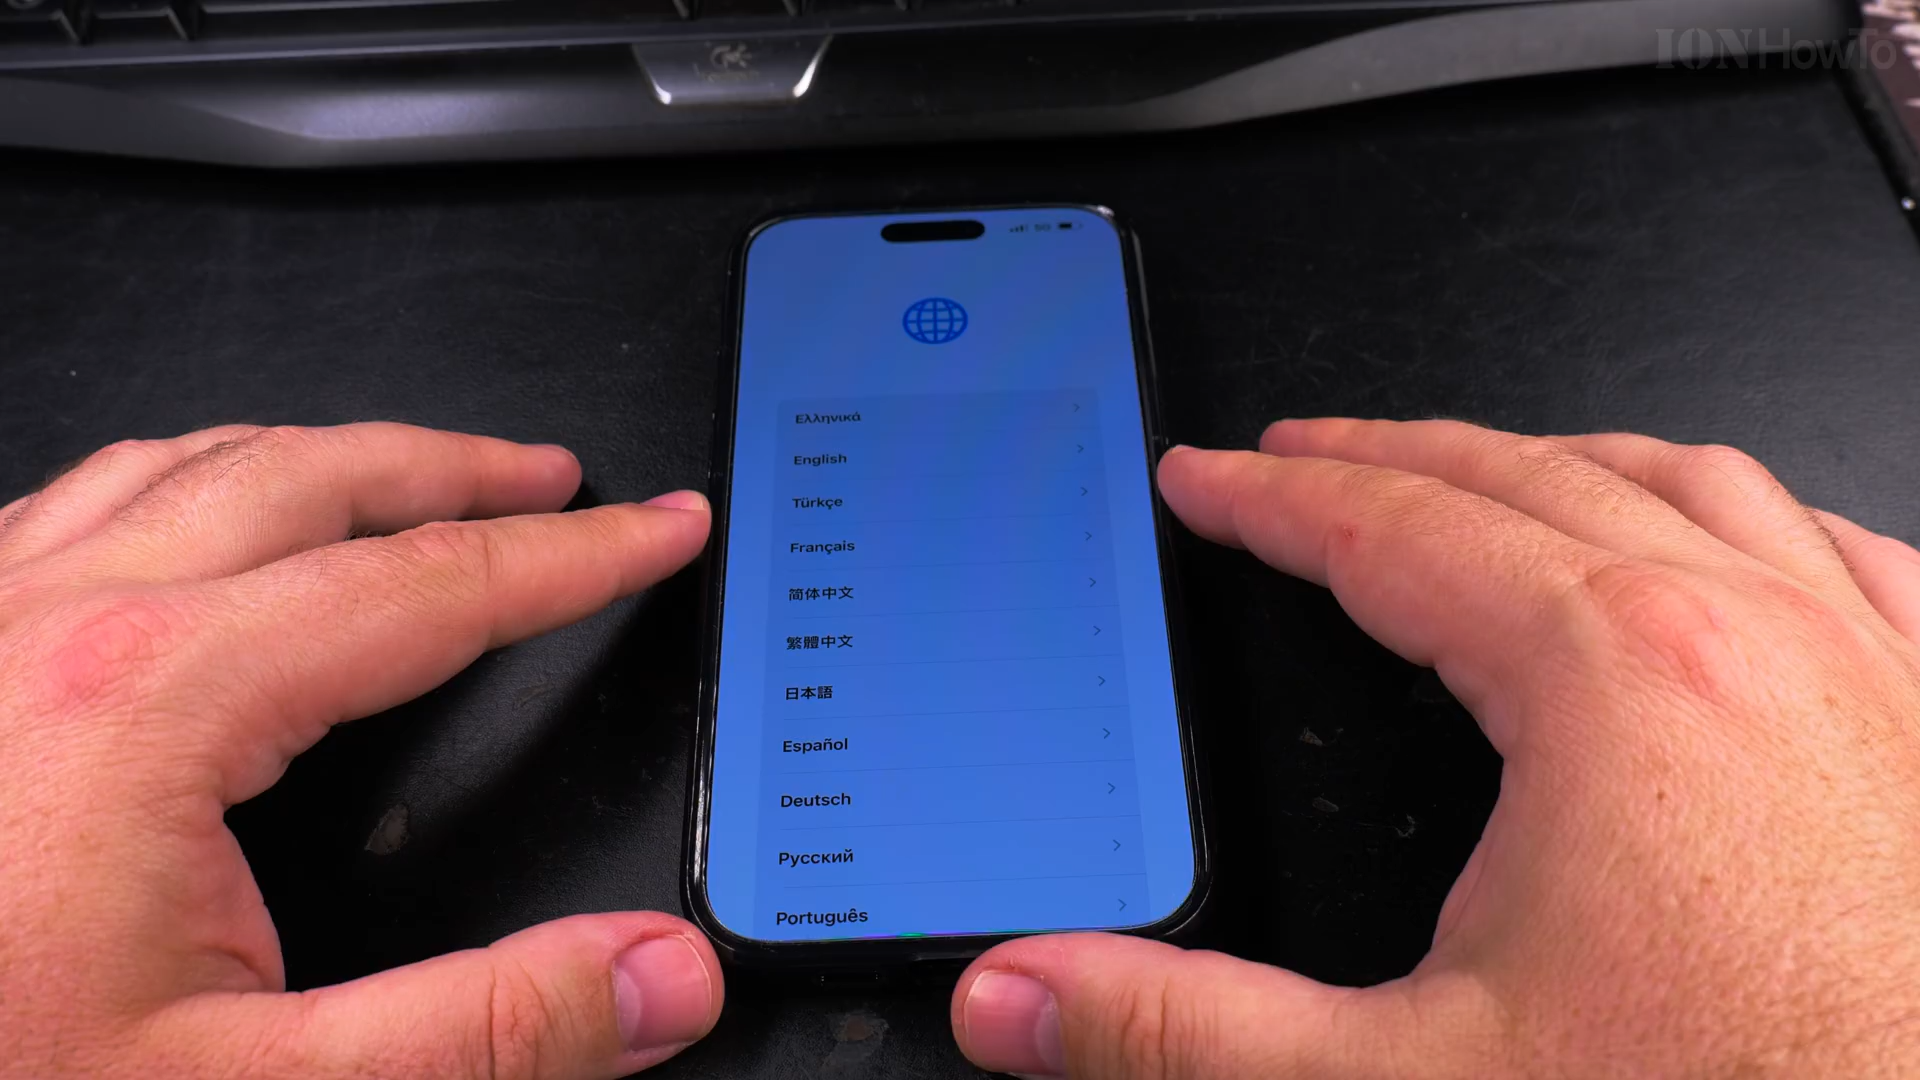 IONHowTo
5G
Ελληνικά
English
Türkçe
Français
简体中文
繁體中文
日本語
Español
Deutsch
Русский
Português